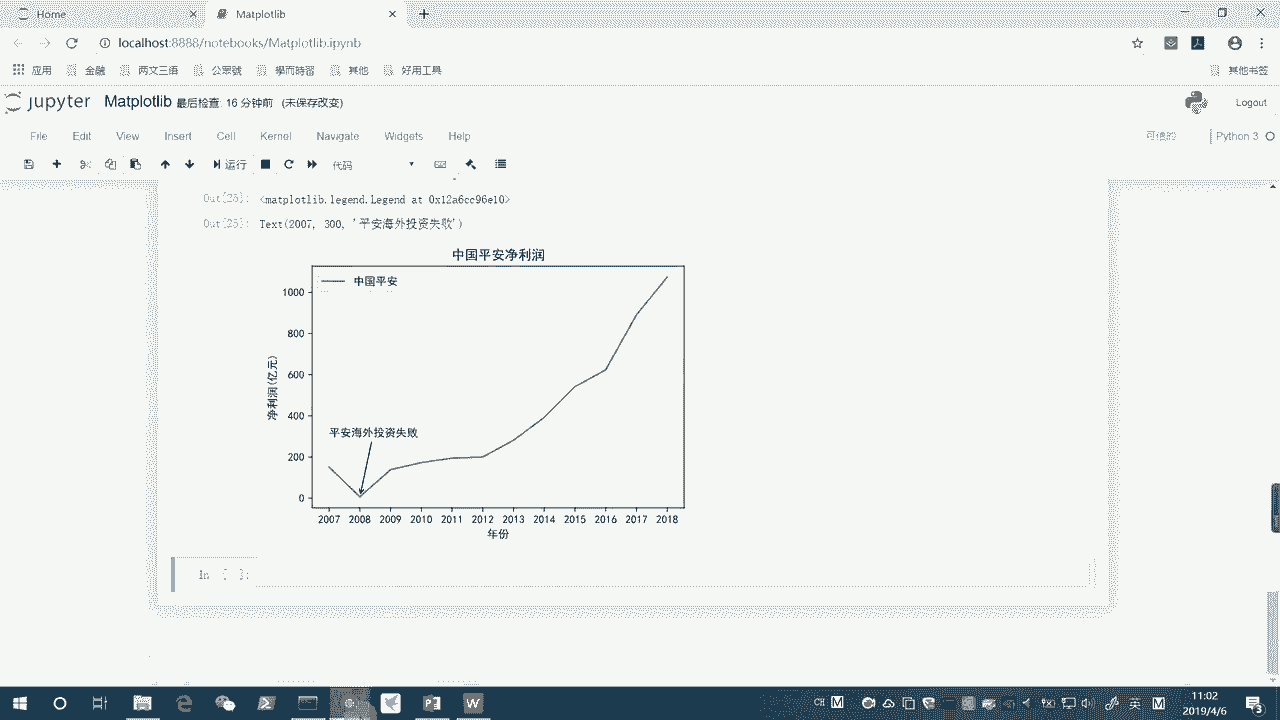 Home
Matplotlib
localhost:8888/notebooks/Matplotlib.ipynb
应用 金融 两文三语 公眾號 學而時習 其他 好用工具 其他书签
jupyter Matplotlib 最后检查: 16 分钟前 (未保存改变) Logout
File Edit View Insert Cell Kernel Navigate Widgets Help 可信的 Python 3
运行 代码
Out[25]: <matplotlib.legend.Legend at 0x12a6cc96e10>
Out[25]: Text(2007, 300, '平安海外投资失败')
中国平安净利润
中国平安
1000
800
600
净利润(亿元)
400
平安海外投资失败
200
0
2007 2008 2009 2010 2011 2012 2013 2014 2015 2016 2017 2018
年份
In [ ]:
CH M 英 M
11:02
2019/4/6
3